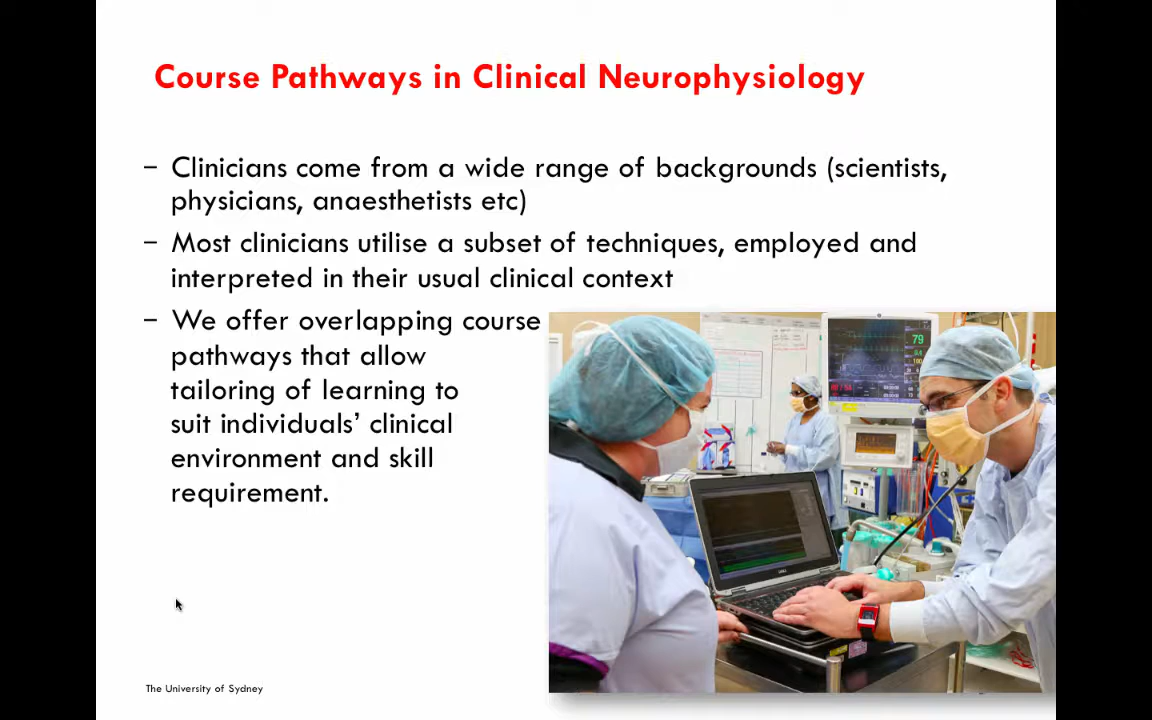 Course Pathways in Clinical Neurophysiology
– Clinicians come from a wide range of backgrounds (scientists,
physicians, anaesthetists etc)
– Most clinicians utilise a subset of techniques, employed and
interpreted in their usual clinical context
– We offer overlapping course
pathways that allow
tailoring of learning to
suit individuals’ clinical
environment and skill
requirement.
79
100
DELL
The University of Sydney